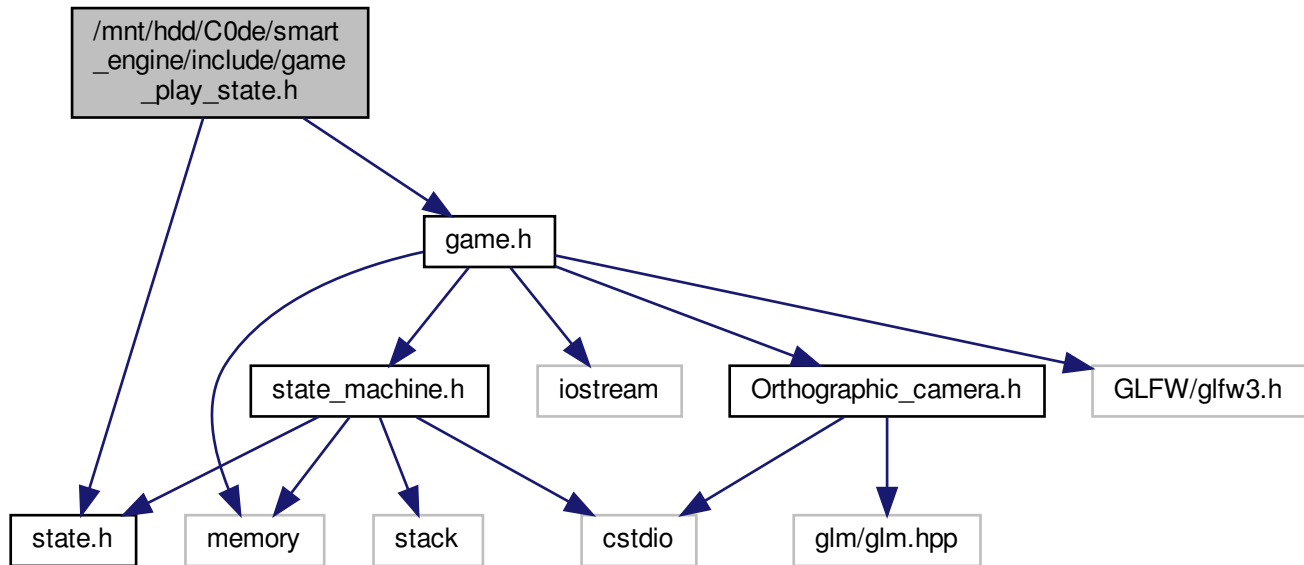 /mnt/hdd/C0de/smart
_engine/include/game
_play_state.h
game.h
state_machine.h
iostream
Orthographic_camera.h
GLFW/glfw3.h
state.h
memory
stack
cstdio
glm/glm.hpp